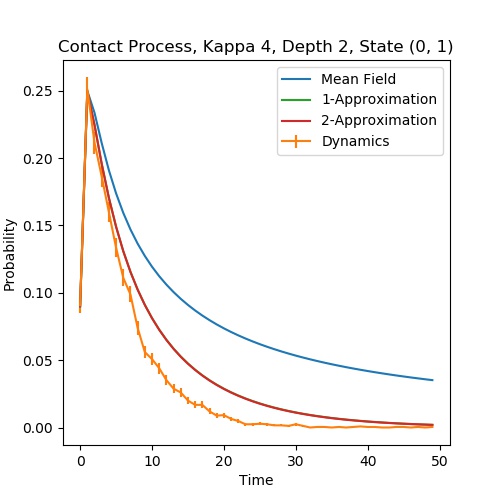 Contact Process, Kappa 4, Depth 2, State (0, 1)
Mean Field
1-Approximation
2-Approximation
Dynamics
Probability
0.25
0.20
0.15
0.10
0.05
0.00
0 10 20 30 40 50
Time